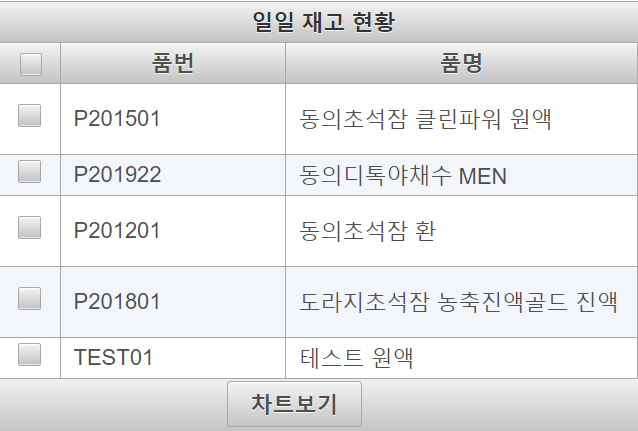 일일 재고 현황
품번 품명
P201501 동의초석잠 클린파워 원액
P201922 동의디톡야채수 MEN
P201201 동의초석잠 환
P201801 도라지초석잠 농축진액골드 진액
TEST01 테스트 원액
차트보기